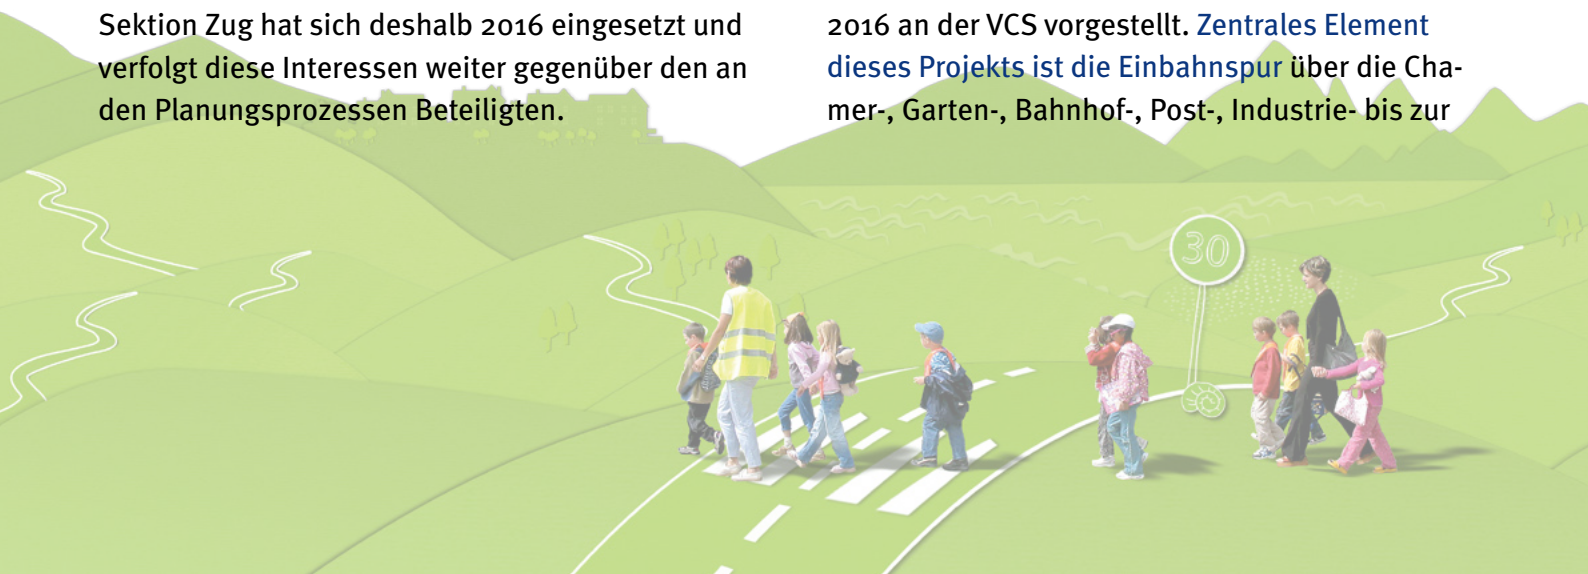 Sektion Zug hat sich deshalb 2016 eingesetzt und
verfolgt diese Interessen weiter gegenüber den an
den Planungsprozessen Beteiligten.
2016 an der VCS vorgestellt. Zentrales Element
dieses Projekts ist die Einbahnspur über die Cha-
mer-, Garten-, Bahnhof-, Post-, Industrie- bis zur
30